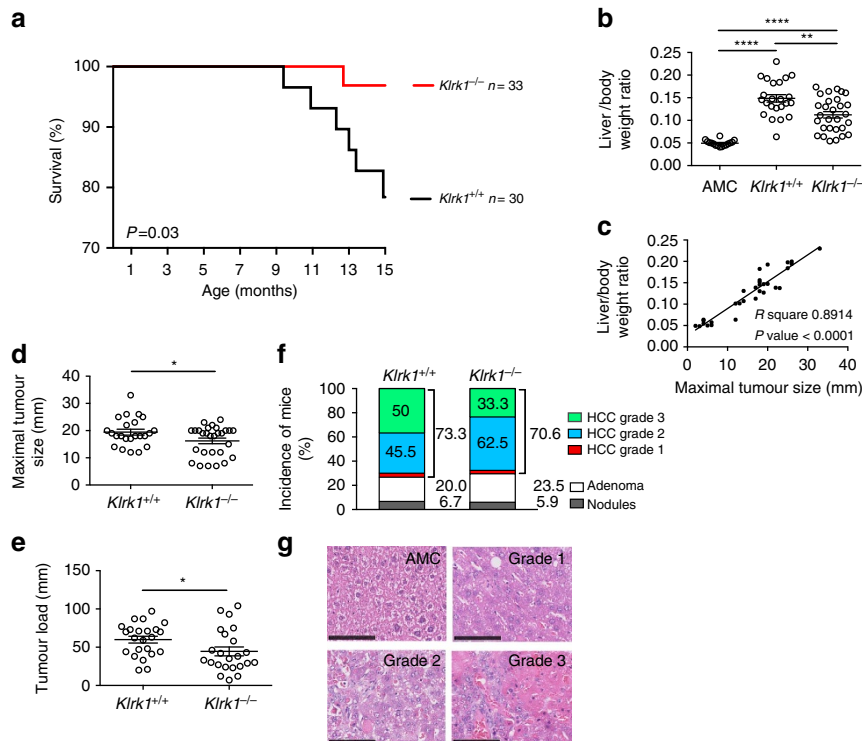 a
100
90
80
70
Survival (%)
1 3 5 7 9 11 13 15
Age (months)
P=0.03
Klrk1–/– n = 33
Klrk1+/+ n = 30
b
**** 
**** **
0.25
0.20
0.15
0.10
0.05
0.00
Liver /body
weight ratio
AMC Klrk1+/+ Klrk1–/–
c
0.25
0.20
0.15
0.10
0.05
0.00
Liver/body
weight ratio
R square 0.8914
P value < 0.0001
0 10 20 30 40
Maximal tumour size (mm)
d
*
40
30
20
10
0
Maximal tumour
size (mm)
Klrk1+/+ Klrk1–/–
e
*
150
100
50
0
Tumour load (mm)
Klrk1+/+ Klrk1–/–
f
Klrk1+/+ Klrk1–/–
100
80
60
40
20
0
Incidence of mice
(%)
50
45.5
73.3
20.0
6.7
33.3
62.5
70.6
23.5
5.9
HCC grade 3
HCC grade 2
HCC grade 1
Adenoma
Nodules
g
AMC
Grade 1
Grade 2
Grade 3